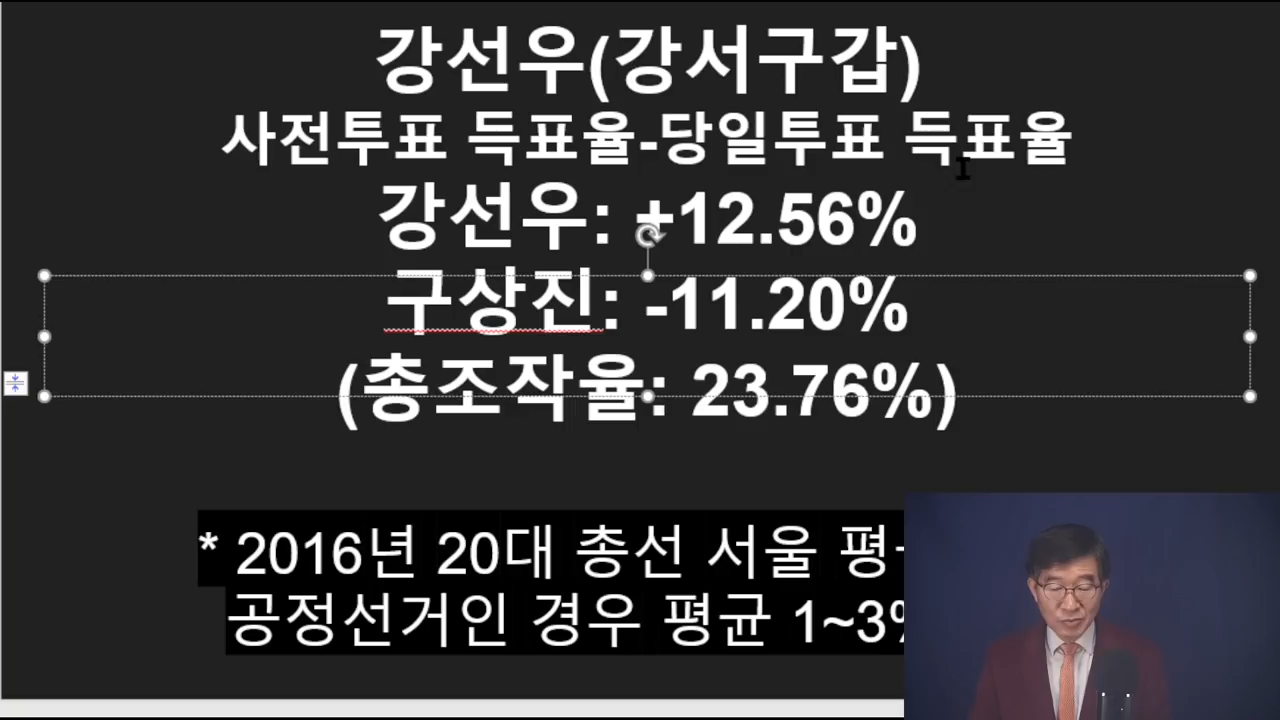 강선우(강서구갑)
사전투표 득표율-당일투표 득표율
강선우: +12.56%
구상진: -11.20%
(총조작율: 23.76%)
* 2016년 20대 총선 서울
공정선거인 경우 평균 1~3%